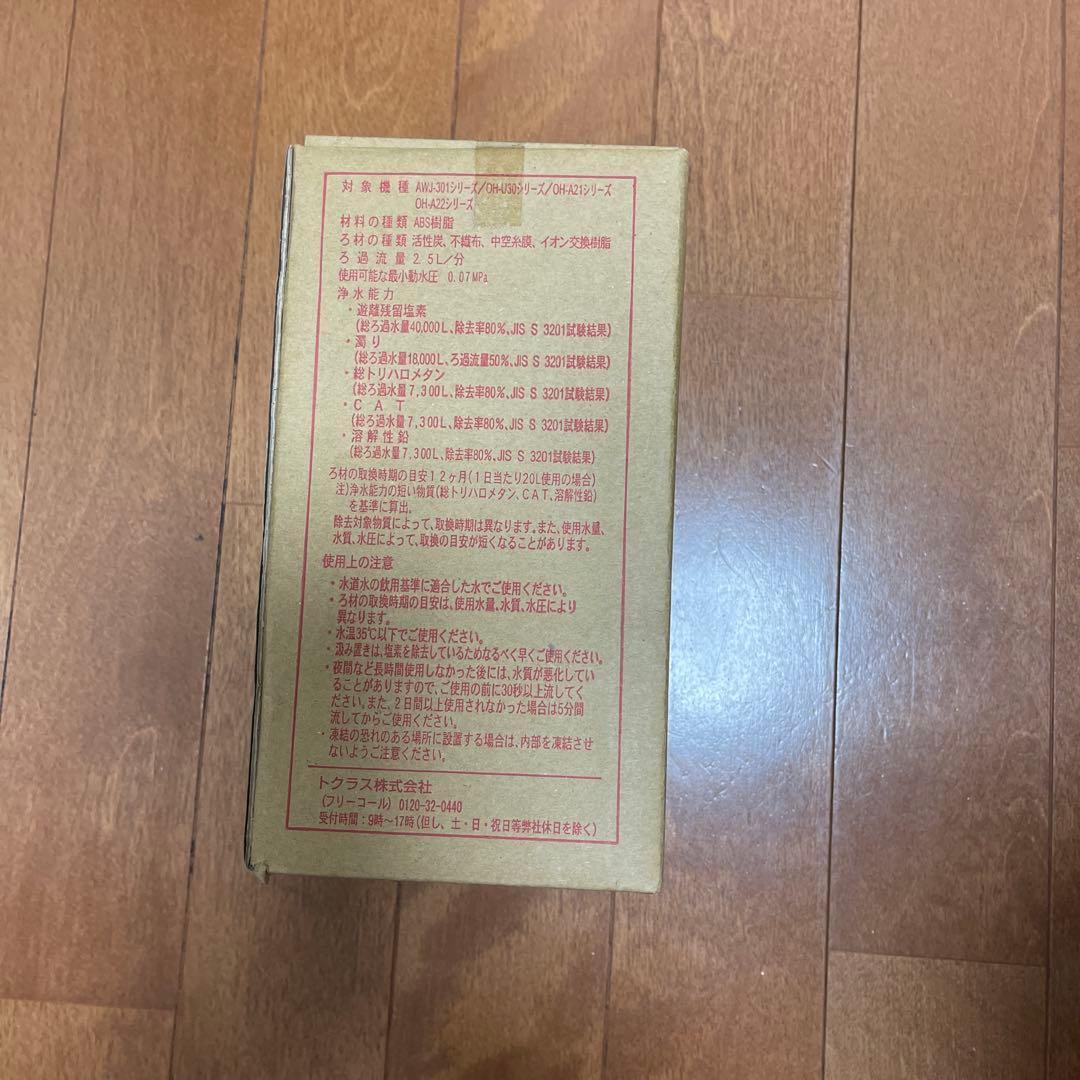 対象機種 AWJ-301シリーズ/OH-U30シリーズ/OH-A21シリーズ
OH-A22シリーズ
材料の種類 ABS樹脂
ろ材の種類 活性炭、不織布、中空糸膜、イオン交換樹脂
ろ過流量 2.5L/分
使用可能な最小動水圧 0.07MPa
浄水能力
・遊離残留塩素
(総ろ過水量40,000L、除去率80%、JIS S 3201試験結果)
・濁り
(総ろ過水量18,000L、ろ過流量50%、JIS S 3201試験結果)
・総トリハロメタン
(総ろ過水量7,300L、除去率80%、JIS S 3201試験結果)
・CAT
(総ろ過水量7,300L、除去率80%、JIS S 3201試験結果)
・溶解性鉛
(総ろ過水量7,300L、除去率80%、JIS S 3201試験結果)
ろ材の取換時期の目安12ヶ月(1日当たり20L使用の場合)
注)浄水能力の短い物質(総トリハロメタン、CAT、溶解性鉛)
を基準に算出。
除去対象物質によって、取換時期は異なります。また、使用水量、
水質、水圧によって、取換の目安が短くなることがあります。
使用上の注意
・水道水の飲用基準に適合した水でご使用ください。
・ろ材の取換時期の目安は、使用水量、水質、水圧により
異なります。
・水温35℃以下でご使用ください。
・汲み置きは、塩素を除去しているためなるべく早くご使用ください。
・夜間など長時間使用しなかった後には、水質が悪化してい
ることがありますので、ご使用の前に30秒以上流してく
ださい。また、2日間以上使用されなかった場合は5分間
流してからご使用ください。
・凍結の恐れのある場所に設置する場合は、内部を凍結させ
ないようご注意ください。
トクラス株式会社
(フリーコール) 0120-32-0440
受付時間:9時~17時(但し、土・日・祝日等弊社休日を除く)